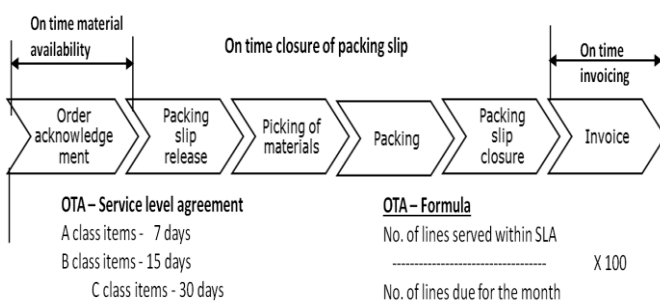 On time material
availability
On time closure of packing slip
On time
invoicing
Order
acknowledge
ment
Packing
slip
release
Picking of
materials
Packing
Packing
slip
closure
Invoice
OTA – Service level agreement
A class items - 7 days
B class items - 15 days
C class items - 30 days
OTA – Formula
No. of lines served within SLA
---------------------------------- X 100
No. of lines due for the month